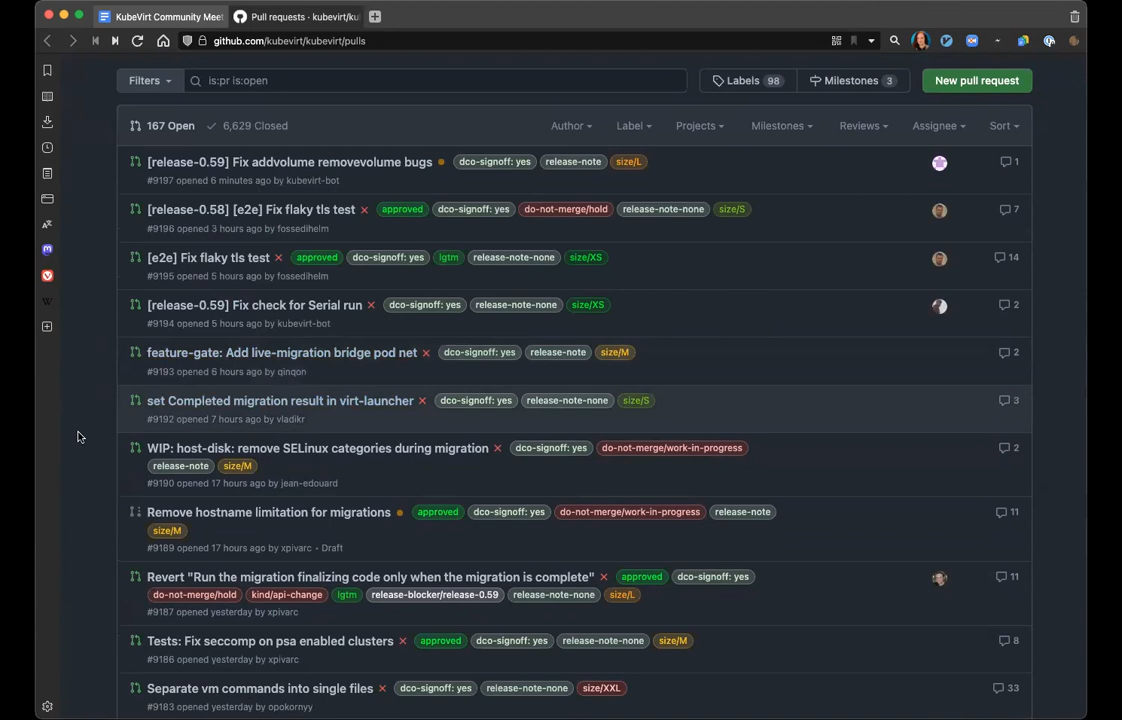 KubeVirt Community Meet
Pull requests · kubevirt/ku
github.com/kubevirt/kubevirt/pulls
Filters
is:pr is:open
Labels 98
Milestones 3
New pull request
167 Open
6,629 Closed
Author
Label
Projects
Milestones
Reviews
Assignee
Sort
[release-0.59] Fix addvolume removevolume bugs dco-signoff: yes release-note size/L 1
#9197 opened 6 minutes ago by kubevirt-bot
[release-0.58] [e2e] Fix flaky tls test approved dco-signoff: yes do-not-merge/hold release-note-none size/S 7
#9196 opened 3 hours ago by fossedihelm
[e2e] Fix flaky tls test approved dco-signoff: yes lgtm release-note-none size/XS 14
#9195 opened 5 hours ago by fossedihelm
[release-0.59] Fix check for Serial run dco-signoff: yes release-note-none size/XS 2
#9194 opened 5 hours ago by kubevirt-bot
feature-gate: Add live-migration bridge pod net dco-signoff: yes release-note size/M 2
#9193 opened 6 hours ago by qinqon
set Completed migration result in virt-launcher dco-signoff: yes release-note-none size/S 3
#9192 opened 7 hours ago by vladikr
WIP: host-disk: remove SELinux categories during migration dco-signoff: yes do-not-merge/work-in-progress 2
release-note size/M
#9190 opened 17 hours ago by jean-edouard
Remove hostname limitation for migrations approved dco-signoff: yes do-not-merge/work-in-progress release-note 11
size/M
#9189 opened 17 hours ago by xpivarc • Draft
Revert "Run the migration finalizing code only when the migration is complete" approved dco-signoff: yes 11
do-not-merge/hold kind/api-change lgtm release-blocker/release-0.59 release-note-none size/L
#9187 opened yesterday by xpivarc
Tests: Fix seccomp on psa enabled clusters approved dco-signoff: yes release-note-none size/M 8
#9186 opened yesterday by xpivarc
Separate vm commands into single files dco-signoff: yes release-note-none size/XXL 33
#9183 opened yesterday by opokornyy